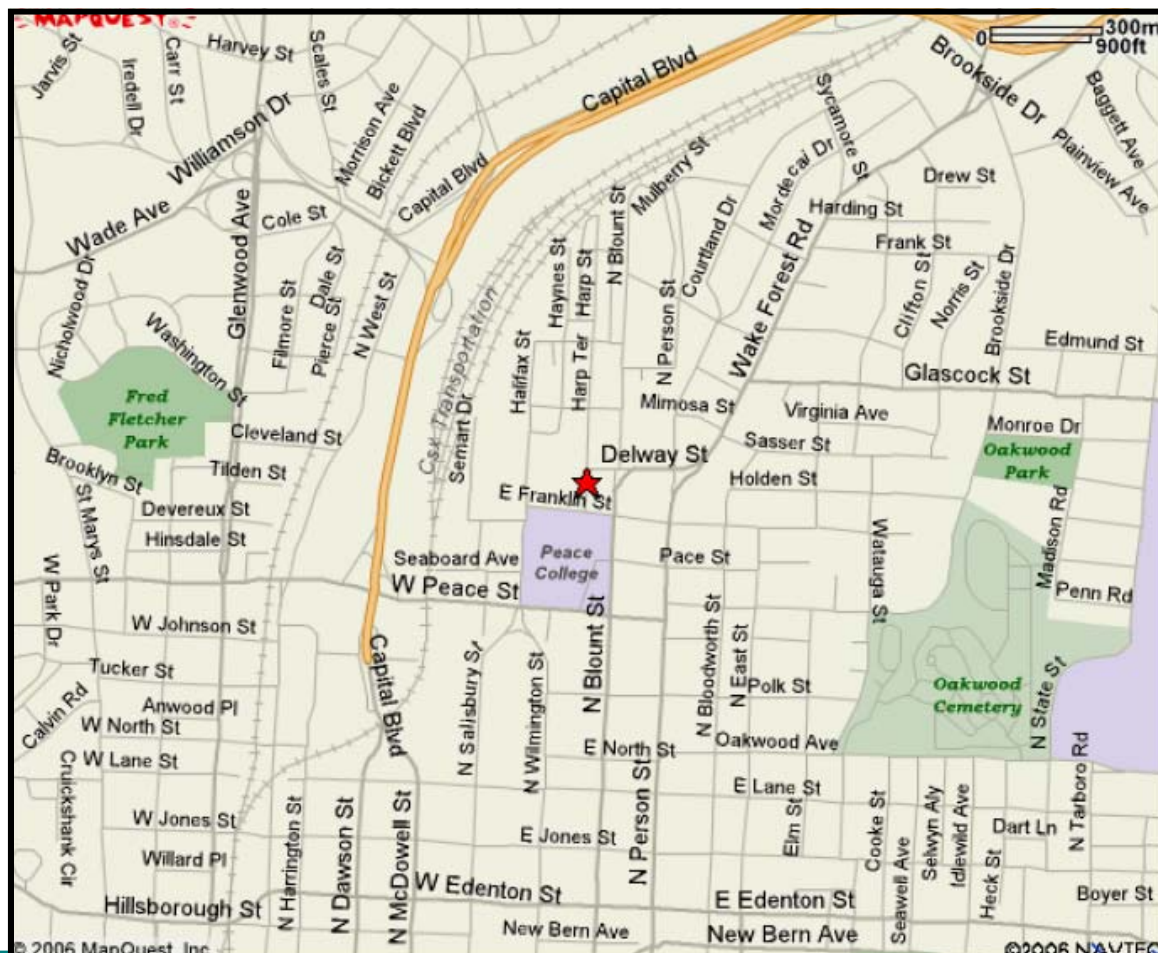 MAPQUEST
300m
0
900ft
Jarvis St
Iredell Dr
Carr St
Harvey St
Scales St
Capital Blvd
Brookside Dr
Baggett Ave
Plainview Ave
Williamson Dr
Morrison Ave
Bickett Blvd
Capital Blvd
Sycamore St
Mulberry St
Mordecai Dr
Drew St
Harding St
Wade Ave
Cole St
Glenwood Ave
Courtland Dr
Wake Forest Rd
Frank St
N Blount St
Haynes St
Harp St
Nicholwood Dr
Dale St
Filmore St
Pierce St
N West St
Clifton St
Norris St
Brookside Dr
Washington St
Csx Transportation
Halifax St
Harp Ter
N Person St
Edmund St
Glascock St
Fred
Fletcher
Park
Semart Dr
Mimosa St
Virginia Ave
Monroe Dr
Cleveland St
Sasser St
Oakwood
Park
Delway St
Brooklyn St
Tilden St
Holden St
St Marys St
Devereux St
E Franklin St
Madison Rd
Hinsdale St
Watauga St
Seaboard Ave
Peace
College
Pace St
W Park Dr
W Peace St
Penn Rd
W Johnson St
Capital Blvd
N Salisbury St
N Wilmington St
N Blount St
N Bloodworth St
N East St
Tucker St
Polk St
Oakwood
Cemetery
N State St
Calvin Rd
Anwood Pl
W North St
E North St
Oakwood Ave
W Lane St
Cruickshank Cir
E Lane St
N Tarboro Rd
N Harrington St
N Dawson St
N McDowell St
N Person St
Elm St
Cooke St
Selwyn Aly
Idlewild Ave
W Jones St
E Jones St
Dart Ln
Willard Pl
Seawell Ave
Heck St
W Edenton St
E Edenton St
Boyer St
Hillsborough St
New Bern Ave
New Bern Ave
© 2006 MapQuest, Inc
©2006 NAVTEQ